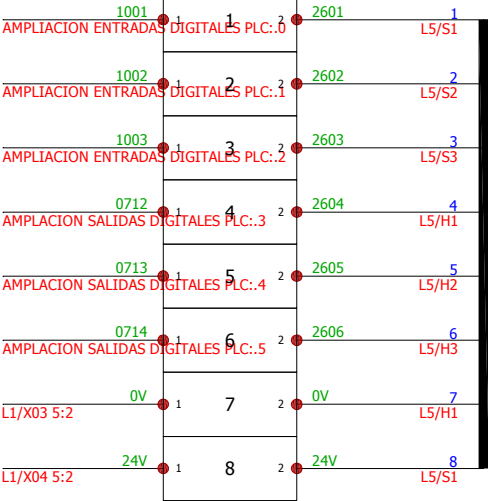 1001 2601 1
AMPLIACION ENTRADAS DIGITALES PLC:.0 1 1 2 L5/S1
1002 2602 2
AMPLIACION ENTRADAS DIGITALES PLC:.1 1 2 2 L5/S2
1003 2603 3
AMPLIACION ENTRADAS DIGITALES PLC:.2 1 3 2 L5/S3
0712 2604 4
AMPLACION SALIDAS DIGITALES PLC:.3 1 4 2 L5/H1
0713 2605 5
AMPLACION SALIDAS DIGITALES PLC:.4 1 5 2 L5/H2
0714 2606 6
AMPLACION SALIDAS DIGITALES PLC:.5 1 6 2 L5/H3
0V 0V 7
L1/X03 5:2 1 7 2 L5/H1
24V 24V 8
L1/X04 5:2 1 8 2 L5/S1